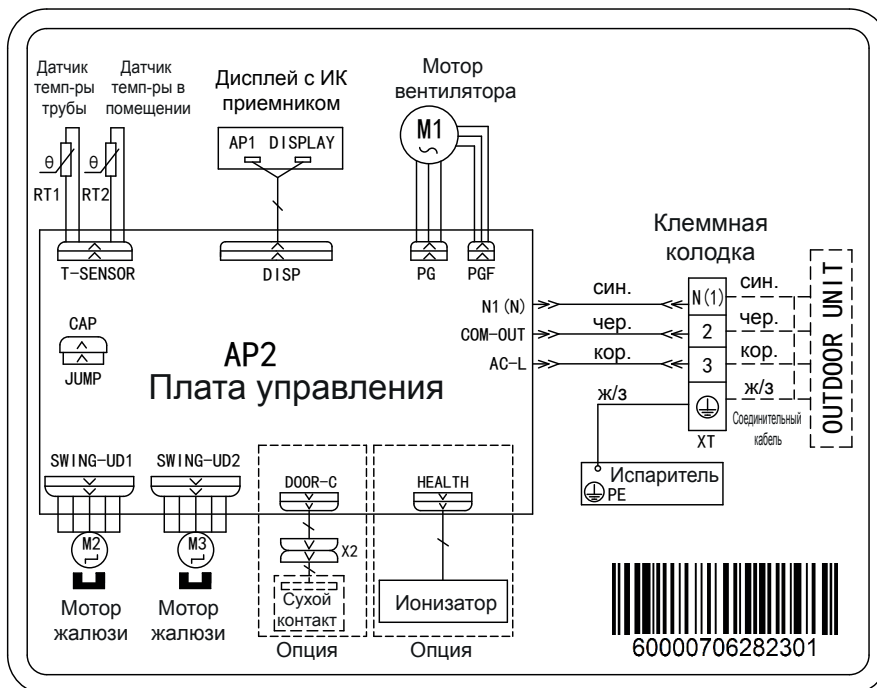 Датчик
темп-ры
трубы
Датчик
темп-ры в
помещении
Дисплей с ИК
приемником
Мотор
вентилятора
AP1 DISPLAY
M1
θ
θ
RT1
RT2
T-SENSOR
DISP
PG
PGF
Клеммная
колодка
N1(N)
син.
N(1)
син.
COM-OUT
чер.
2
чер.
AC-L
кор.
3
кор.
ж/з
ж/з
XT
Соединительный
кабель
OUTDOOR UNIT
CAP
JUMP
AP2
Плата управления
Испаритель
PE
SWING-UD1
SWING-UD2
DOOR-C
HEALTH
M2
M3
X2
Мотор
жалюзи
Мотор
жалюзи
Сухой
контакт
Ионизатор
Опция
Опция
60000706282301